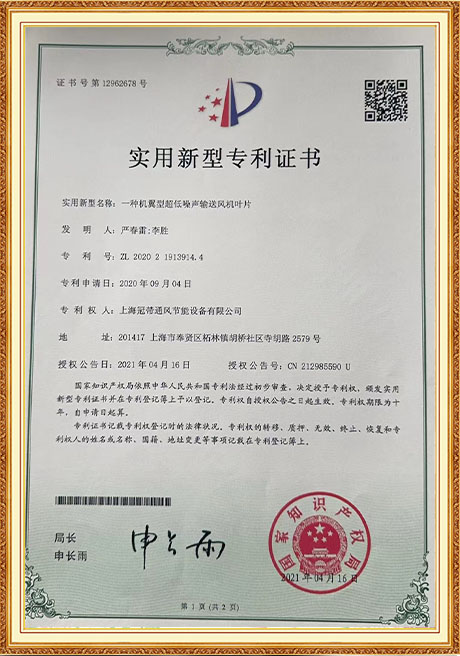 证书号第12962678号
实用新型专利证书
实用新型名称：一种机翼型超低噪声输送风机叶片
发 明 人：严春雷;李胜
专 利 号：ZL 2020 2 1913914.4
专利申请日：2020年09月04日
专 利 权 人：上海冠带通风节能设备有限公司
地 址：201417 上海市奉贤区柘林镇胡桥社区寺胡路2579号
授权公告日：2021年04月16日 授权公告号：CN 212985590 U
国家知识产权局依照中华人民共和国专利法经过初步审查，决定授予专利权，颁发实用
新型专利证书并在专利登记簿上予以登记。专利权自授权公告之日起生效。专利权期限为十
年，自申请日起算。
专利证书记载专利权登记时的法律状况。专利权的转移、质押、无效、终止、恢复和专
利权人的姓名或名称、国籍、地址变更等事项记载在专利登记簿上。
局长
申长雨
申长雨
国家知识产权局
2021年04月16日
第 1 页 (共 2 页)